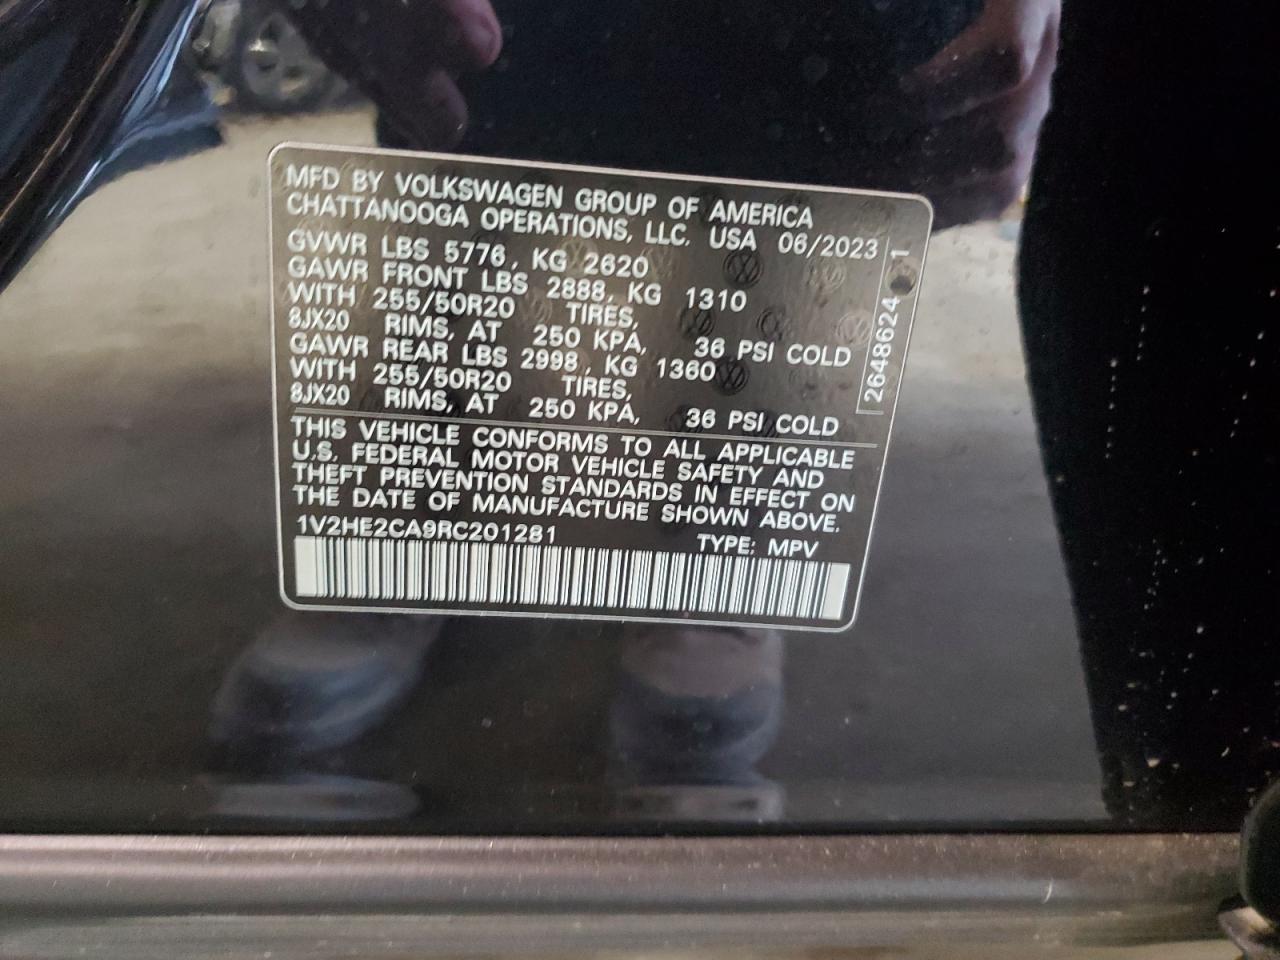 MFD BY VOLKSWAGEN GROUP OF AMERICA
CHATTANOOGA OPERATIONS, LLC. USA 06/2023
GVWR LBS 5776, KG 2620
GAWR FRONT LBS 2888, KG 1310
WITH 255/50R20 TIRES,
8JX20 RIMS, AT 250 KPA, 36 PSI COLD
GAWR REAR LBS 2998, KG 1360
WITH 255/50R20 TIRES,
8JX20 RIMS, AT 250 KPA, 36 PSI COLD
2648624 1
THIS VEHICLE CONFORMS TO ALL APPLICABLE
U.S. FEDERAL MOTOR VEHICLE SAFETY AND
THEFT PREVENTION STANDARDS IN EFFECT ON
THE DATE OF MANUFACTURE SHOWN ABOVE.
1V2HE2CA9RC201281 TYPE: MPV